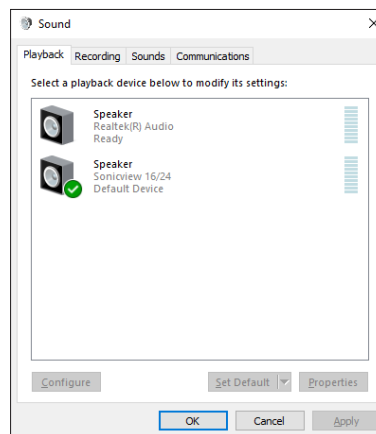 Sound
Playback Recording Sounds Communications
Select a playback device below to modify its settings:
Speaker
Realtek(R) Audio
Ready
Speaker
Sonicview 16/24
Default Device
Configure Set Default Properties
OK Cancel Apply